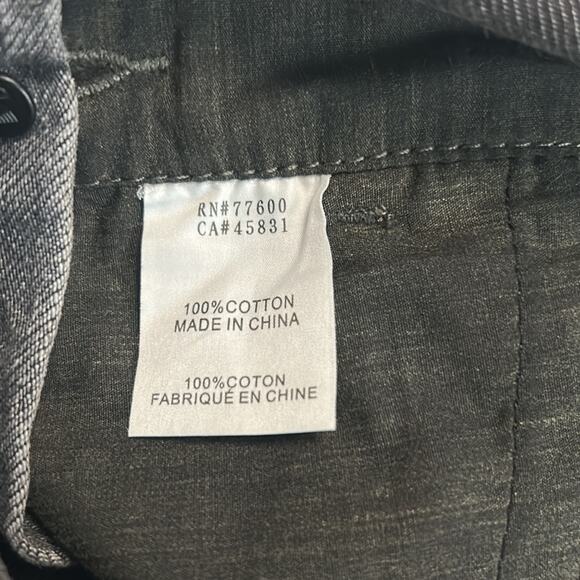 RN#77600
CA#45831
100%COTTON
MADE IN CHINA
100%COTON
FABRIQUÉ EN CHINE